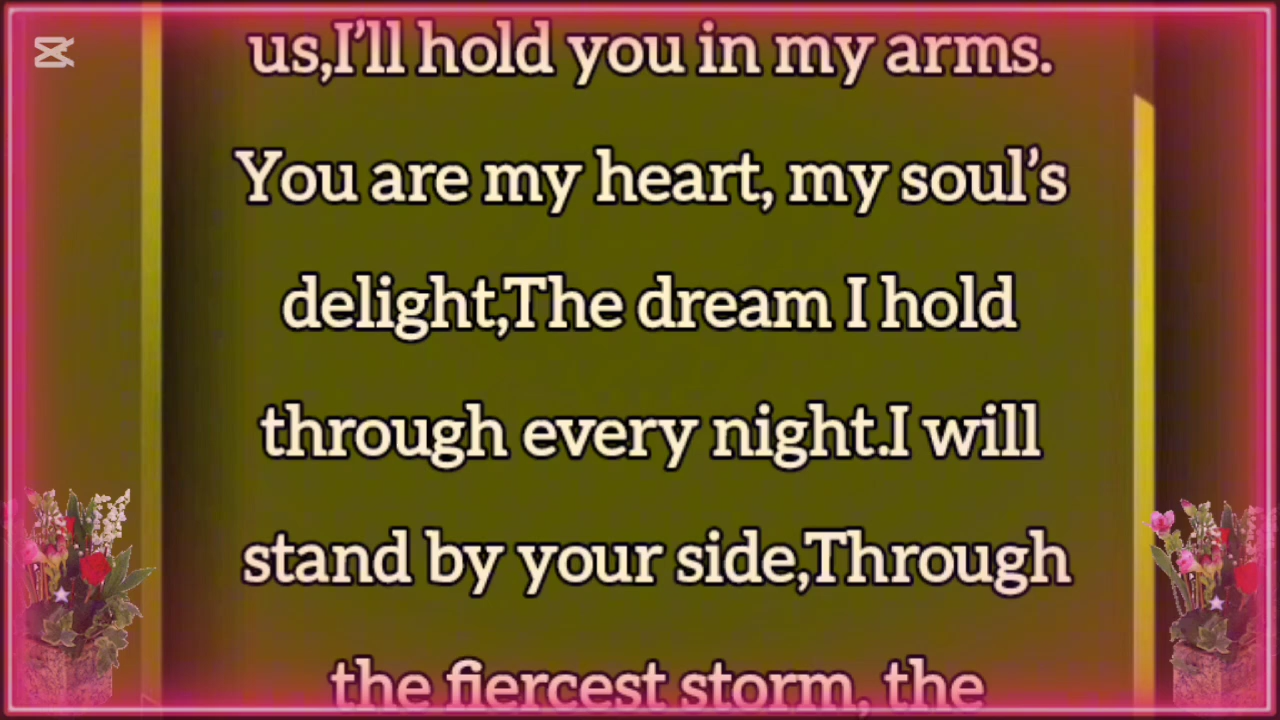 us,I’ll hold you in my arms.
You are my heart, my soul’s
delight,The dream I hold
through every night.I will
stand by your side,Through
the fiercest storm, the